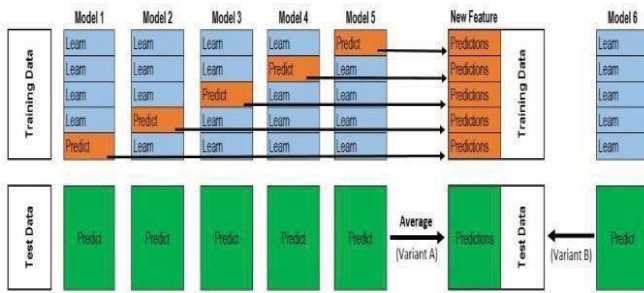 Model 1 Model 2 Model 3 Model 4 Model 5 New Feature Model 6
Training Data
Learn Learn Learn Learn Predict Predictions Learn
Learn Learn Learn Predict Learn Predictions Learn
Learn Learn Predict Learn Learn Predictions Learn
Learn Predict Learn Learn Learn Predictions Learn
Predict Learn Learn Learn Learn Predictions Learn
Training Data
Test Data
Predict Predict Predict Predict Predict
Average
(Variant A)
Predictions
Test Data
(Variant B)
Predict